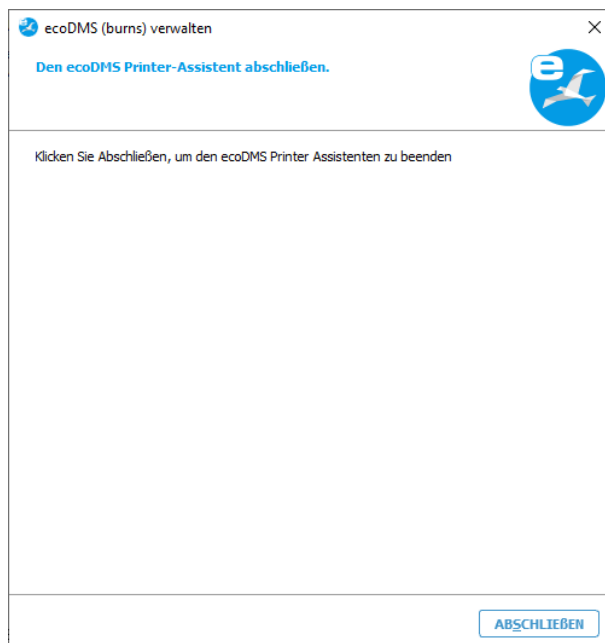 ecoDMS (burns) verwalten
Den ecoDMS Printer-Assistent abschließen.
e
Klicken Sie Abschließen, um den ecoDMS Printer Assistenten zu beenden
ABSCHLIEßEN